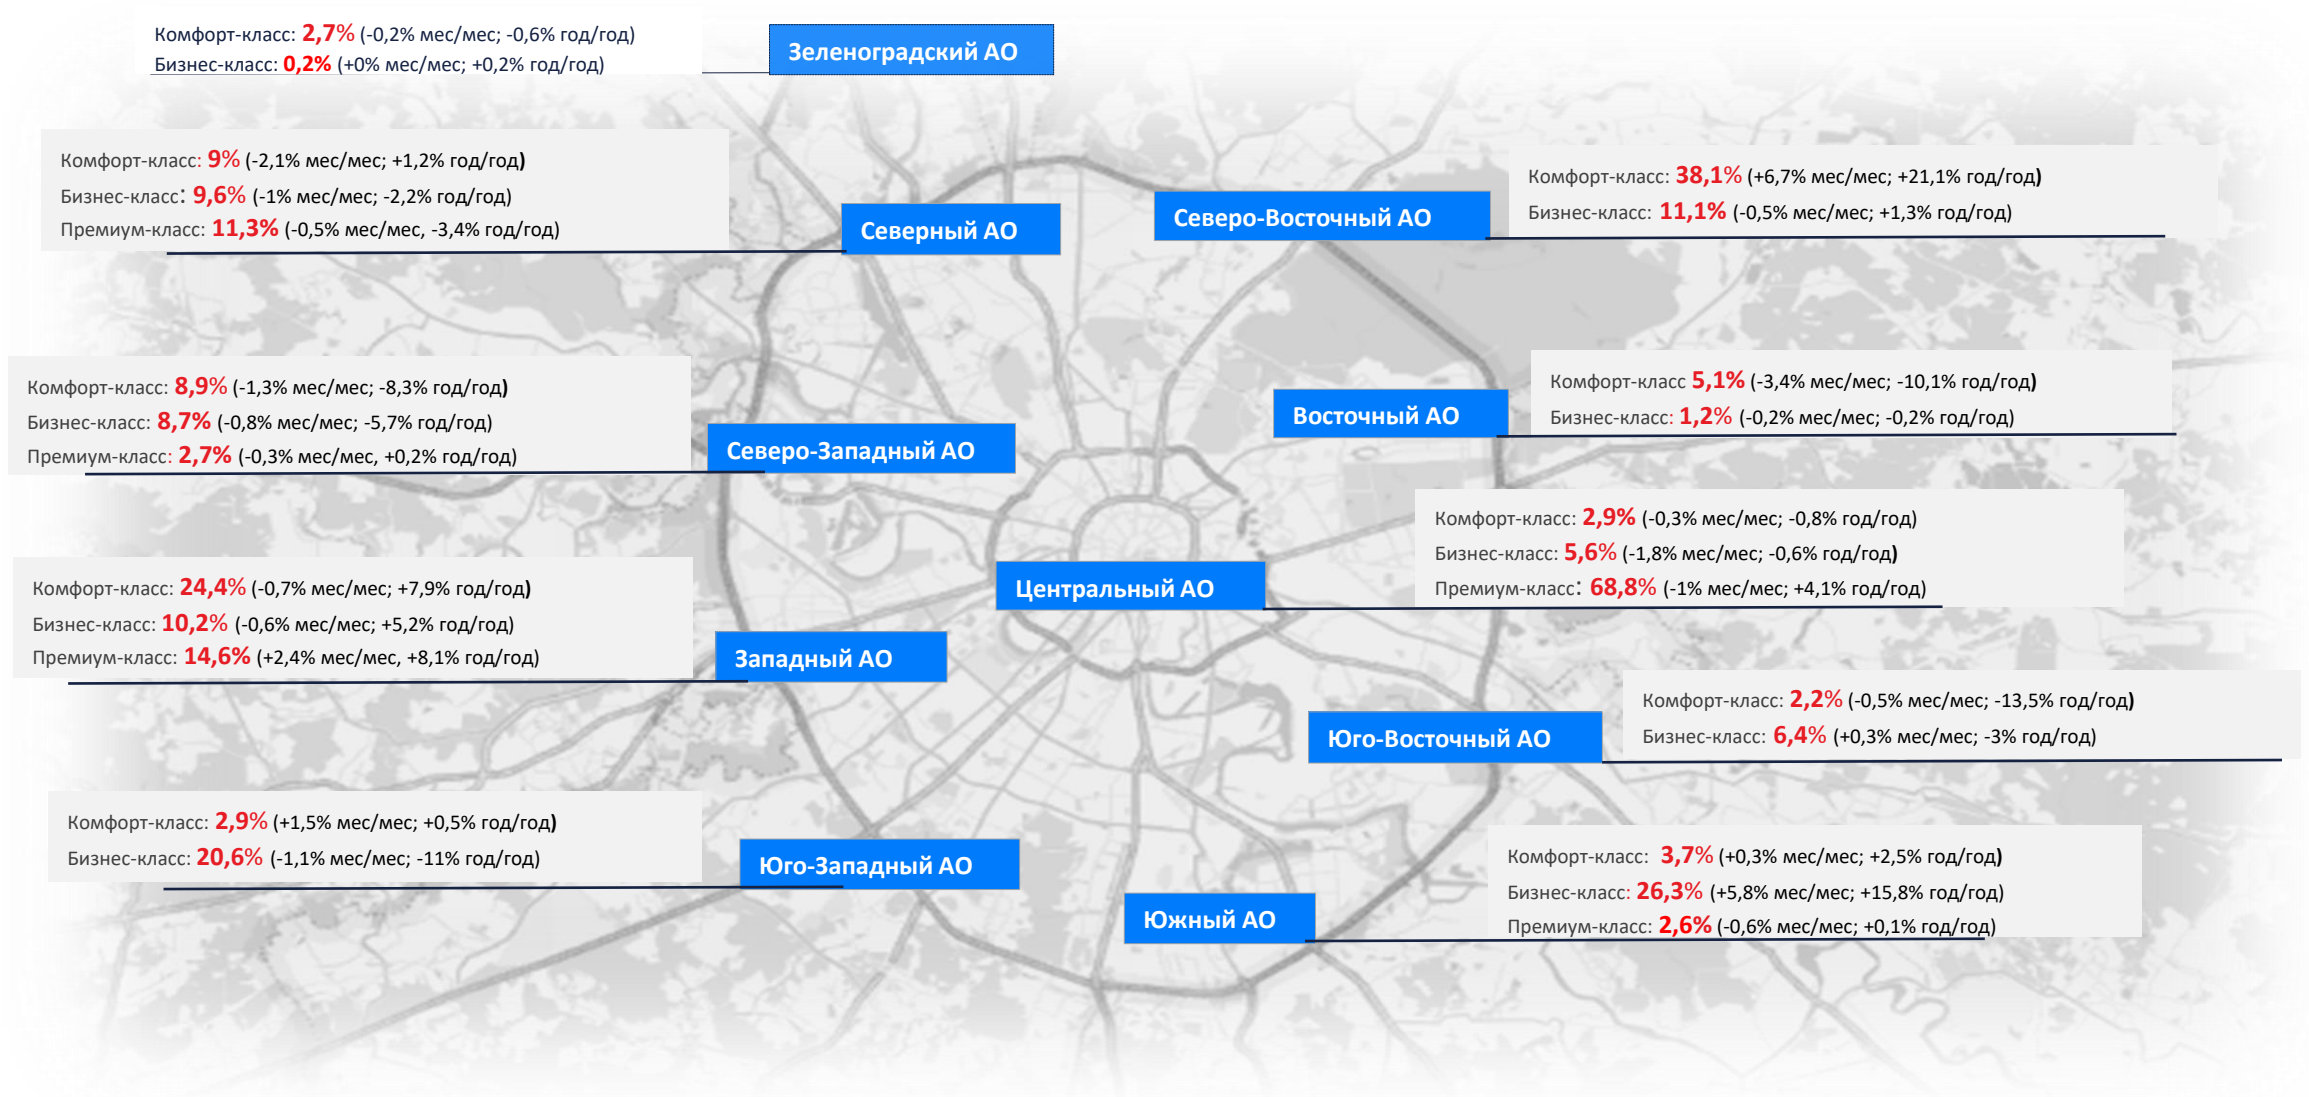 Комфорт-класс: 2,7% (-0,2% мес/мес; -0,6% год/год)
Бизнес-класс: 0,2% (+0% мес/мес; +0,2% год/год)
Зеленоградский АО
Комфорт-класс: 9% (-2,1% мес/мес; +1,2% год/год)
Бизнес-класс: 9,6% (-1% мес/мес; -2,2% год/год)
Премиум-класс: 11,3% (-0,5% мес/мес, -3,4% год/год)
Северный АО
Северо-Восточный АО
Комфорт-класс: 38,1% (+6,7% мес/мес; +21,1% год/год)
Бизнес-класс: 11,1% (-0,5% мес/мес; +1,3% год/год)
Комфорт-класс: 8,9% (-1,3% мес/мес; -8,3% год/год)
Бизнес-класс: 8,7% (-0,8% мес/мес; -5,7% год/год)
Премиум-класс: 2,7% (-0,3% мес/мес, +0,2% год/год)
Северо-Западный АО
Восточный АО
Комфорт-класс 5,1% (-3,4% мес/мес; -10,1% год/год)
Бизнес-класс: 1,2% (-0,2% мес/мес; -0,2% год/год)
Комфорт-класс: 2,9% (-0,3% мес/мес; -0,8% год/год)
Бизнес-класс: 5,6% (-1,8% мес/мес; -0,6% год/год)
Премиум-класс: 68,8% (-1% мес/мес; +4,1% год/год)
Центральный АО
Комфорт-класс: 24,4% (-0,7% мес/мес; +7,9% год/год)
Бизнес-класс: 10,2% (-0,6% мес/мес; +5,2% год/год)
Премиум-класс: 14,6% (+2,4% мес/мес, +8,1% год/год)
Западный АО
Юго-Восточный АО
Комфорт-класс: 2,2% (-0,5% мес/мес; -13,5% год/год)
Бизнес-класс: 6,4% (+0,3% мес/мес; -3% год/год)
Комфорт-класс: 2,9% (+1,5% мес/мес; +0,5% год/год)
Бизнес-класс: 20,6% (-1,1% мес/мес; -11% год/год)
Юго-Западный АО
Южный АО
Комфорт-класс: 3,7% (+0,3% мес/мес; +2,5% год/год)
Бизнес-класс: 26,3% (+5,8% мес/мес; +15,8% год/год)
Премиум-класс: 2,6% (-0,6% мес/мес; +0,1% год/год)